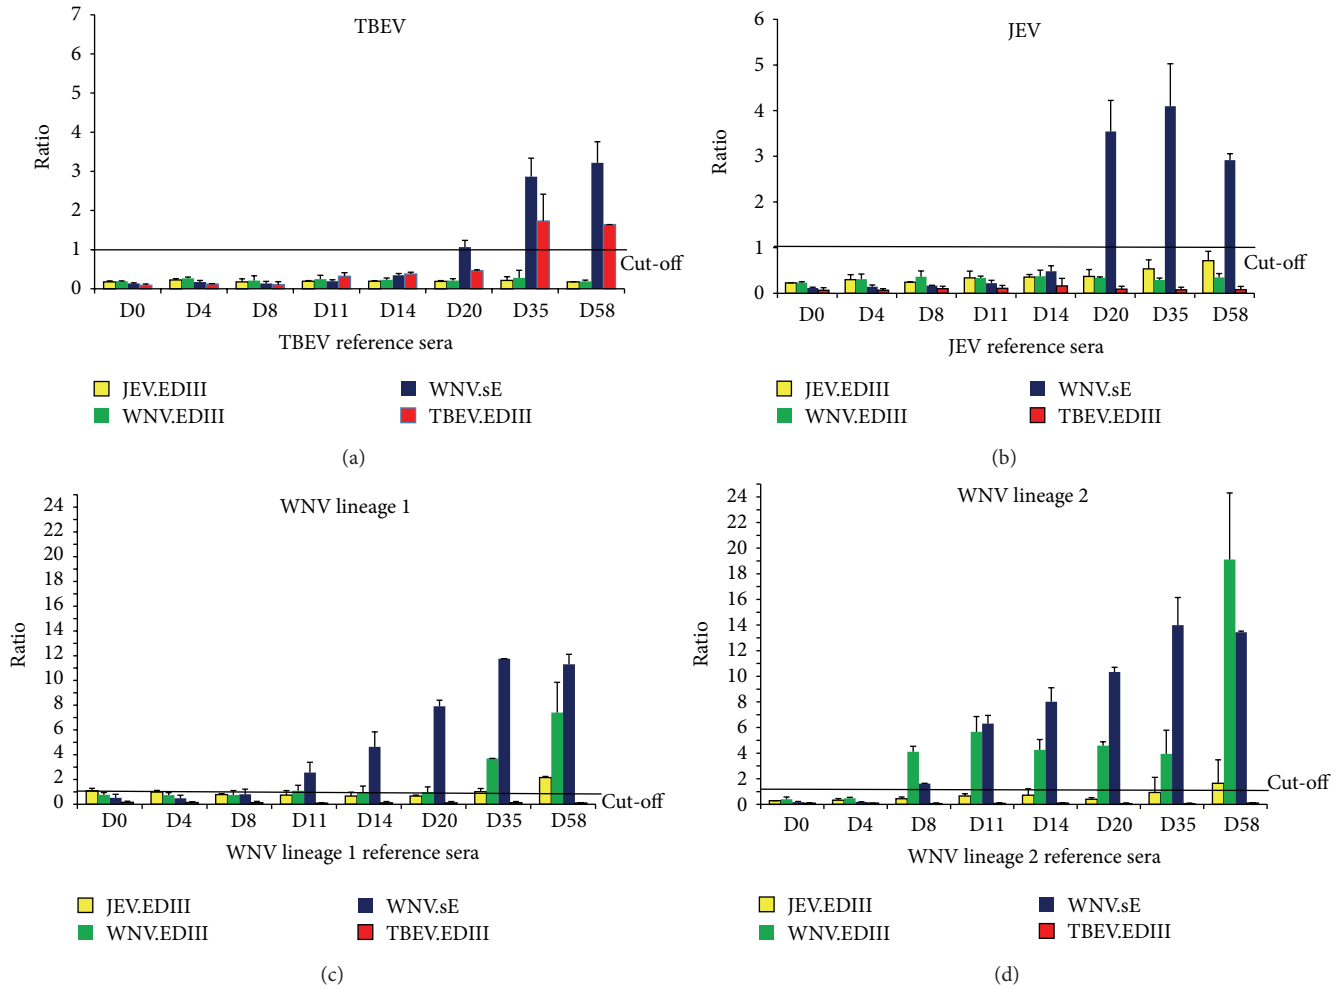 TBEV
7
6
5
4
3
2
1
0
Ratio
Cut-off
D0 D4 D8 D11 D14 D20 D35 D58
TBEV reference sera
JEV.EDIII WNV.sE
WNV.EDIII TBEV.EDIII
(a)
JEV
6
5
4
3
2
1
0
Ratio
Cut-off
D0 D4 D8 D11 D14 D20 D35 D58
JEV reference sera
JEV.EDIII WNV.sE
WNV.EDIII TBEV.EDIII
(b)
WNV lineage 1
24
22
20
18
16
14
12
10
8
6
4
2
0
Ratio
Cut-off
D0 D4 D8 D11 D14 D20 D35 D58
WNV lineage 1 reference sera
JEV.EDIII WNV.sE
WNV.EDIII TBEV.EDIII
(c)
WNV lineage 2
24
22
20
18
16
14
12
10
8
6
4
2
0
Ratio
Cut-off
D0 D4 D8 D11 D14 D20 D35 D58
WNV lineage 2 reference sera
JEV.EDIII WNV.sE
WNV.EDIII TBEV.EDIII
(d)